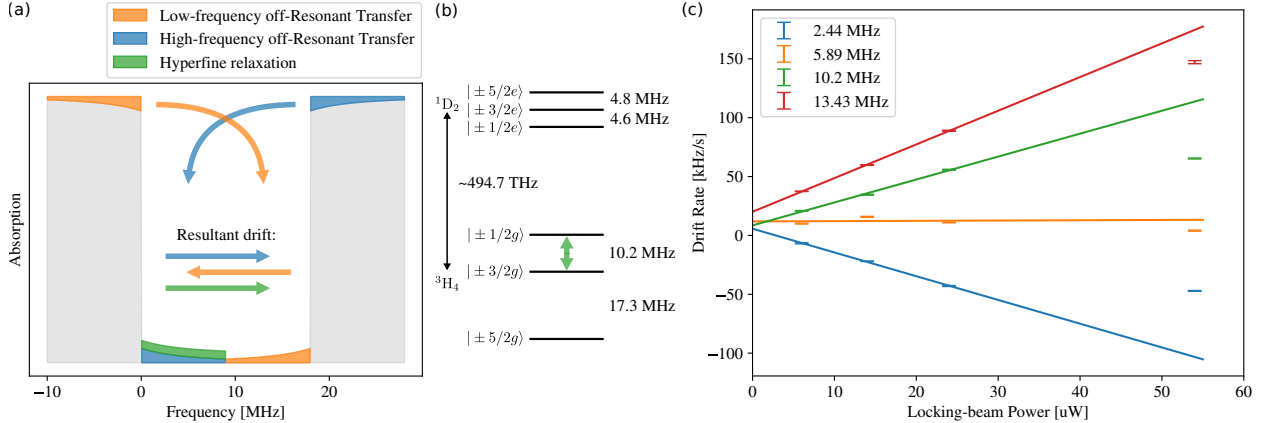 (a)
Low-frequency off-Resonant Transfer
High-frequency off-Resonant Transfer
Hyperfine relaxation
Absorption
Resultant drift:
−10
0
10
20
Frequency [MHz]
(b)
¹D₂
| ± 5/2e⟩
| ± 3/2e⟩
| ± 1/2e⟩
4.8 MHz
4.6 MHz
~494.7 THz
| ± 1/2g⟩
10.2 MHz
| ± 3/2g⟩
³H₄
17.3 MHz
| ± 5/2g⟩
(c)
2.44 MHz
5.89 MHz
10.2 MHz
13.43 MHz
Drift Rate [kHz/s]
150
100
50
0
−50
−100
0
10
20
30
40
50
60
Locking-beam Power [uW]